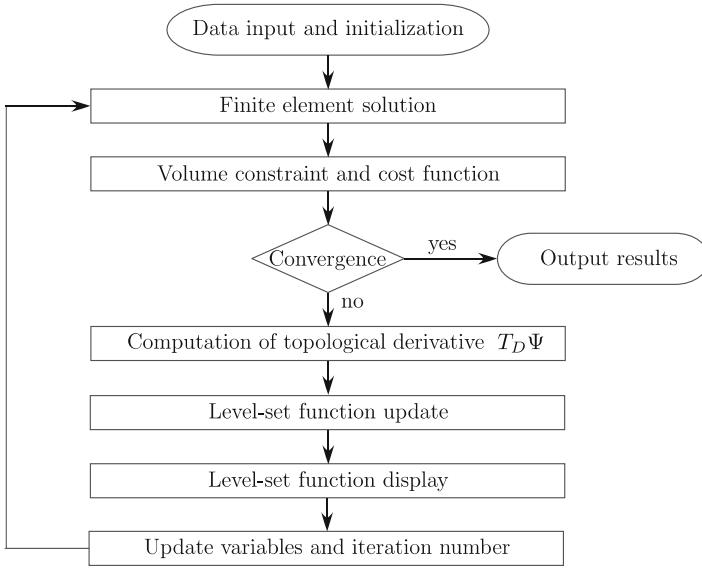 Data input and initialization
Finite element solution
Volume constraint and cost function
Convergence
yes
Output results
no
Computation of topological derivative T_DΨ
Level-set function update
Level-set function display
Update variables and iteration number